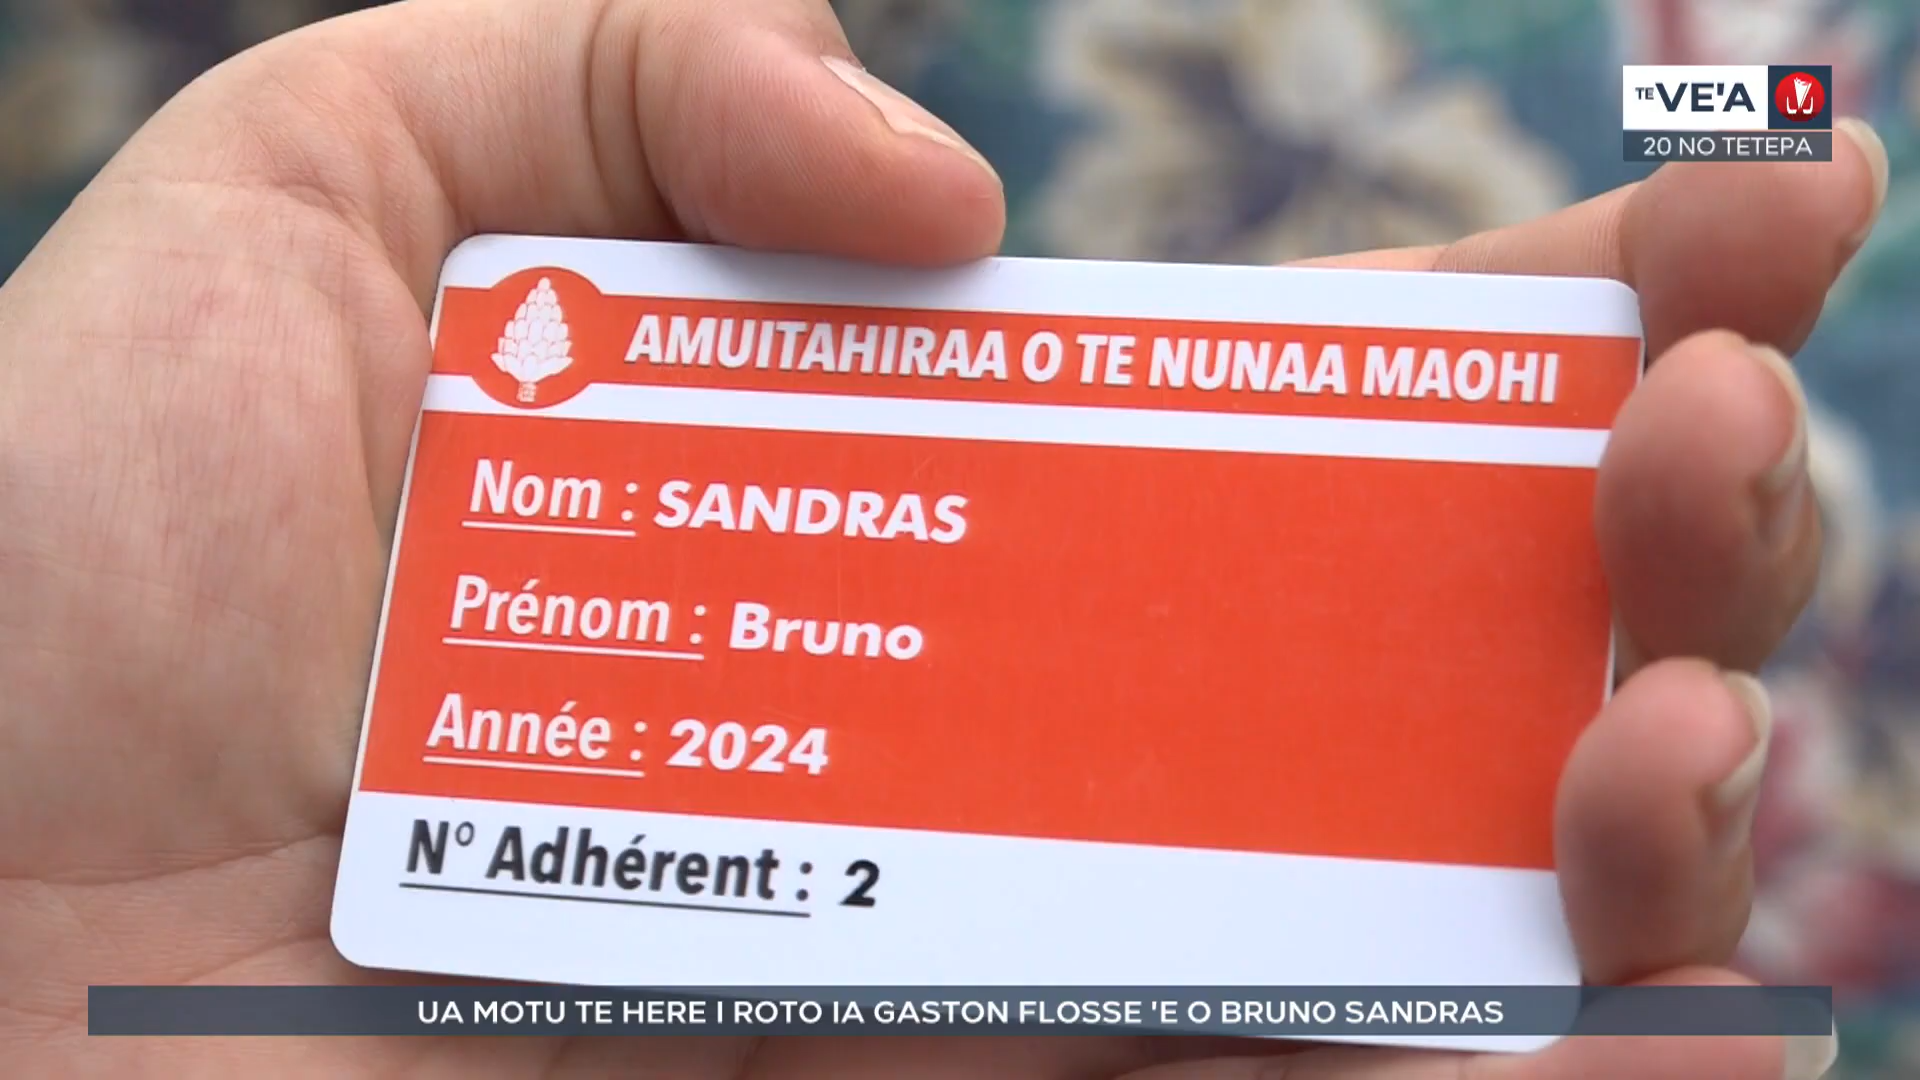 TE VE'A
20 NO TETEPA
AMUITAHIRAA O TE NUNAA MAOHI
Nom : SANDRAS
Prénom : Bruno
Année : 2024
N° Adhérent : 2
UA MOTU TE HERE I ROTO IA GASTON FLOSSE 'E O BRUNO SANDRAS